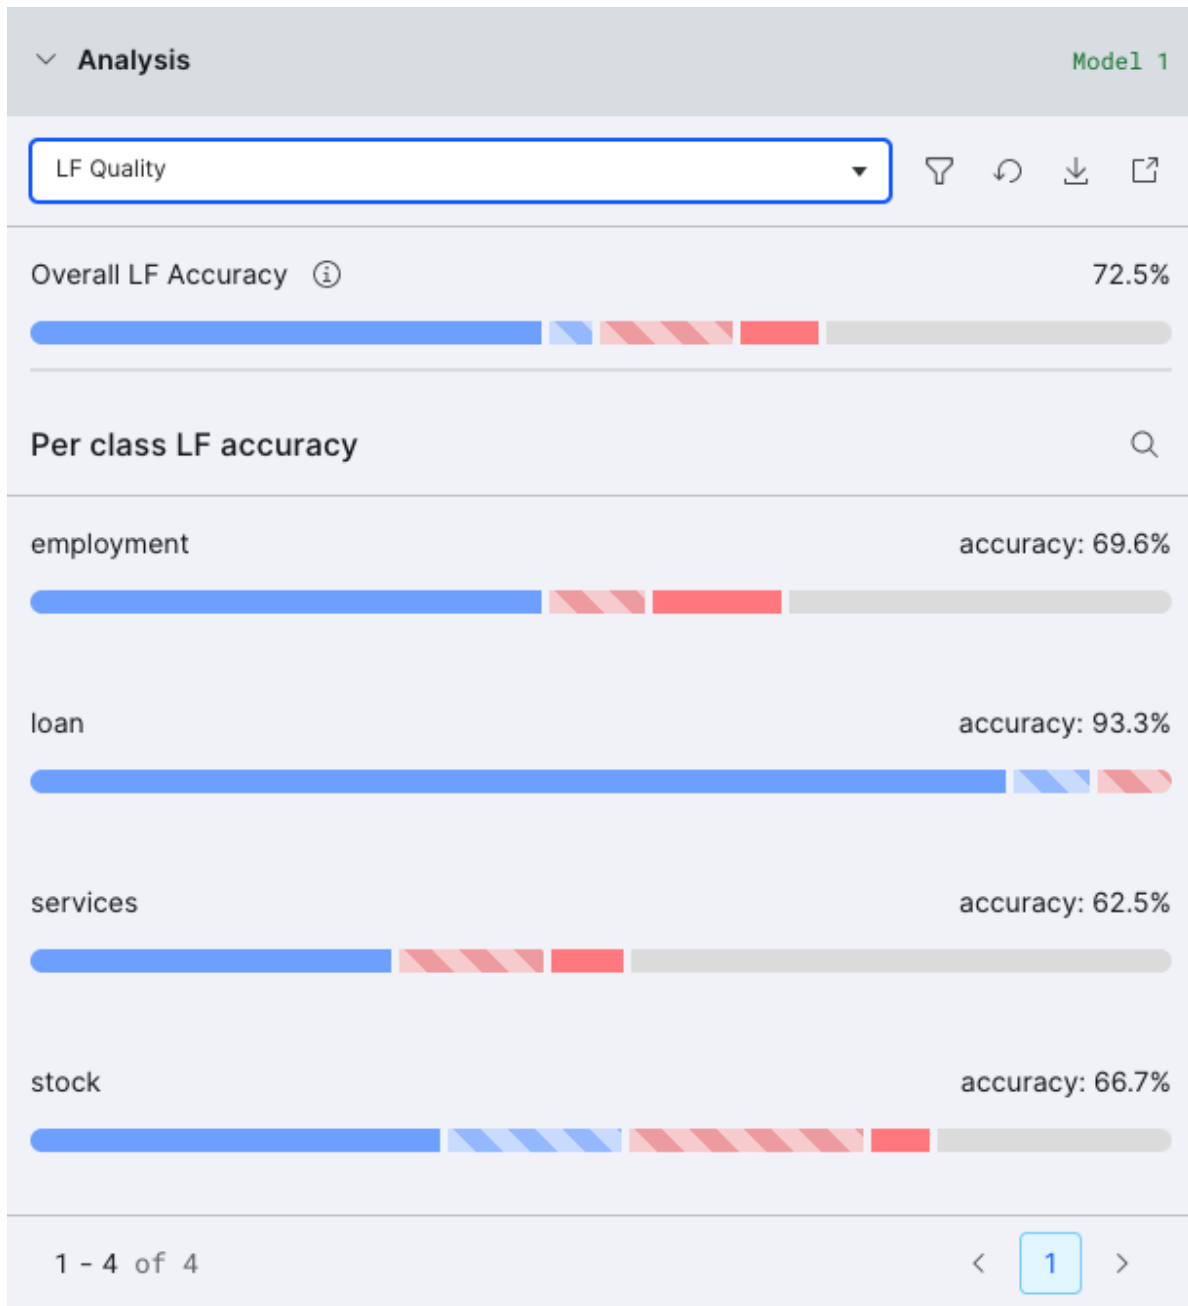 Analysis Model 1
LF Quality
Overall LF Accuracy 72.5%
Per class LF accuracy
employment accuracy: 69.6%
loan accuracy: 93.3%
services accuracy: 62.5%
stock accuracy: 66.7%
1 - 4 of 4 < 1 >